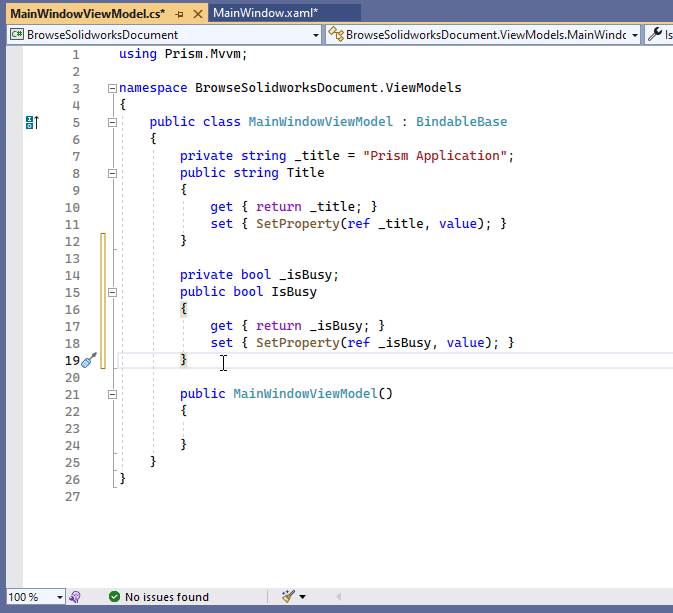 MainWindowViewModel.cs* MainWindow.xaml*
C# BrowseSolidworksDocument BrowseSolidworksDocument.ViewModels.MainWindo Is
1 using Prism.Mvvm;
2
3 namespace BrowseSolidworksDocument.ViewModels
4 {
5 public class MainWindowViewModel : BindableBase
6 {
7 private string _title = "Prism Application";
8 public string Title
9 {
10 get { return _title; }
11 set { SetProperty(ref _title, value); }
12 }
13
14 private bool _isBusy;
15 public bool IsBusy
16 {
17 get { return _isBusy; }
18 set { SetProperty(ref _isBusy, value); }
19 }
20
21 public MainWindowViewModel()
22 {
23
24 }
25 }
26 }
27
100 % No issues found